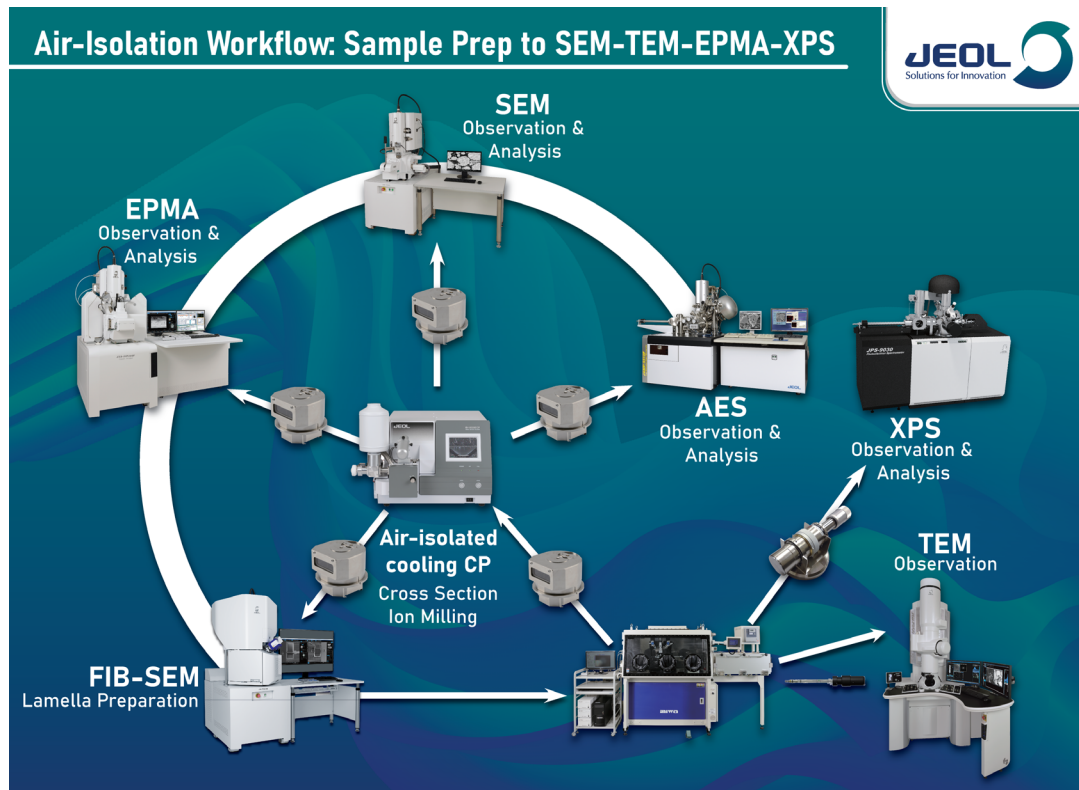 Air-Isolation Workflow: Sample Prep to SEM-TEM-EPMA-XPS
JEOL
Solutions for Innovation
SEM
Observation &
Analysis
EPMA
Observation &
Analysis
JPS-9030
JEOL
AES
Observation &
Analysis
XPS
Observation &
Analysis
JEOL
Air-isolated
cooling CP
Cross Section
Ion Milling
TEM
Observation
FIB-SEM
Lamella Preparation